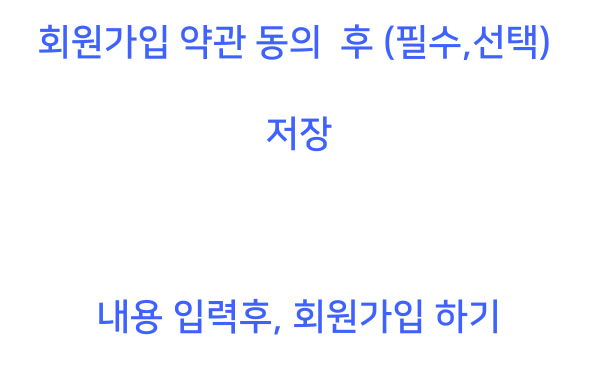 회원가입 약관 동의 후 (필수,선택)
저장
내용 입력후, 회원가입 하기